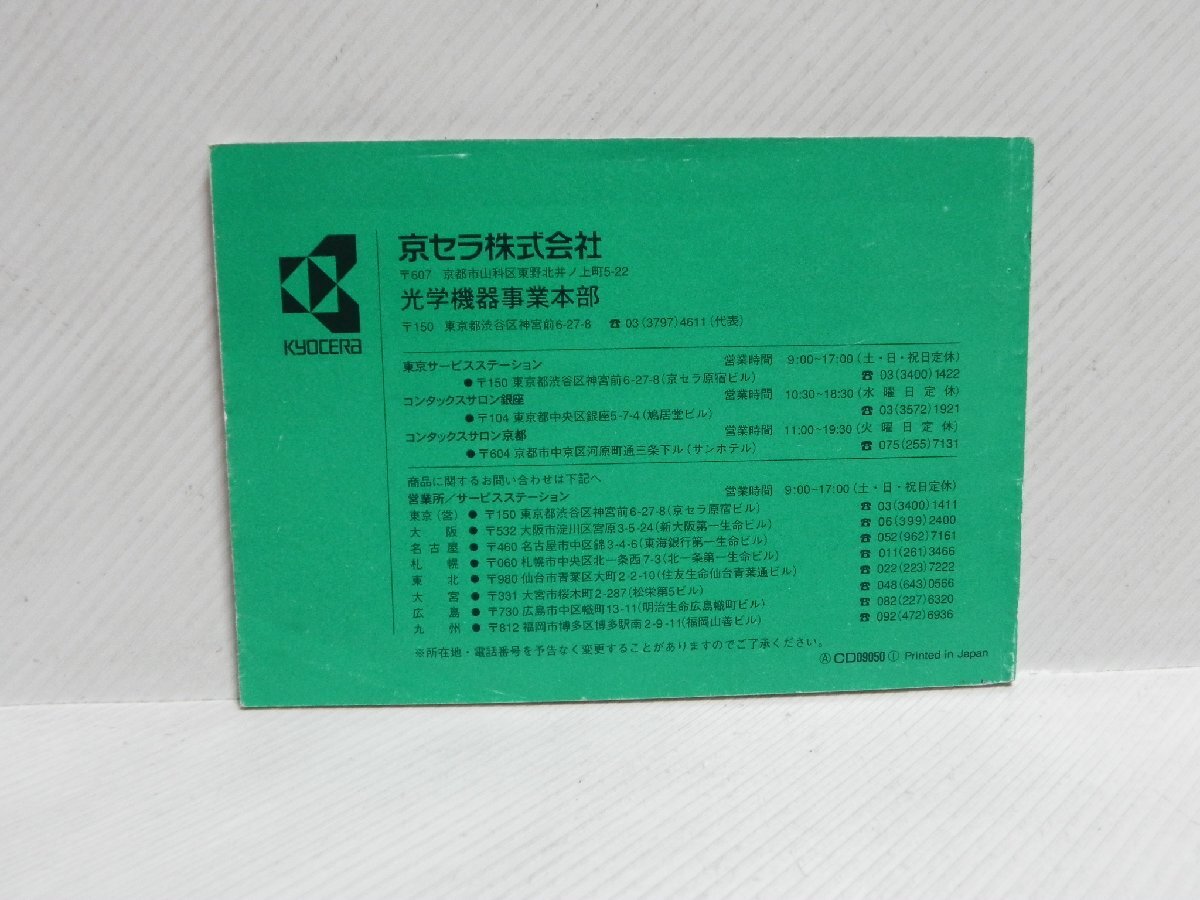 KYOCERA
京セラ株式会社
〒607 京都市山科区東野北井ノ上町5-22
光学機器事業本部
〒150 東京都渋谷区神宮前6-27-8 ☎ 03(3797)4611(代表)
東京サービスステーション 営業時間 9:00~17:00(土・日・祝日定休)
●〒150 東京都渋谷区神宮前6-27-8(京セラ原宿ビル) ☎ 03(3400)1422
コンタックスサロン銀座 営業時間 10:30~18:30(水曜日定休)
●〒104 東京都中央区銀座5-7-4(鳩居堂ビル) ☎ 03(3572)1921
コンタックスサロン京都 営業時間 11:00~19:30(火曜日定休)
●〒604 京都市中京区河原町通三条下ル(サンホテル) ☎ 075(255)7131
商品に関するお問い合わせは下記へ
営業所/サービスステーション 営業時間 9:00~17:00(土・日・祝日定休)
東京(営) ●〒150 東京都渋谷区神宮前6-27-8(京セラ原宿ビル) ☎ 03(3400)1411
大阪 ●〒532 大阪市淀川区宮原3-5-24(新大阪第一生命ビル) ☎ 06(399)2400
名古屋 ●〒460 名古屋市中区錦3-4-6(東海銀行第一生命ビル) ☎ 052(962)7161
札幌 ●〒060 札幌市中央区北一条西7-3(北一条第一生命ビル) ☎ 011(261)3466
東北 ●〒980 仙台市青葉区大町2-2-10(住友生命仙台青葉通ビル) ☎ 022(223)7222
大宮 ●〒331 大宮市桜木町2-287(松栄第5ビル) ☎ 048(643)0566
広島 ●〒730 広島市中区幟町13-11(明治生命広島幟町ビル) ☎ 082(227)6320
九州 ●〒812 福岡市博多区博多駅南2-9-11(福岡山善ビル) ☎ 092(472)6936
※所在地・電話番号を予告なく変更することがありますのでご了承ください。
Ⓐ CD09050 ① Printed in Japan